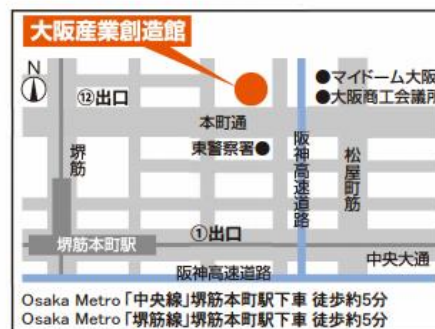 大阪産業創造館
N
⑫出口
●マイドーム大阪
●大阪商工会議所
本町通
東警察署●
堺筋
阪神高速道路
松屋町筋
①出口
堺筋本町駅
中央大通
阪神高速道路
Osaka Metro「中央線」堺筋本町駅下車 徒歩約5分
Osaka Metro「堺筋線」堺筋本町駅下車 徒歩約5分